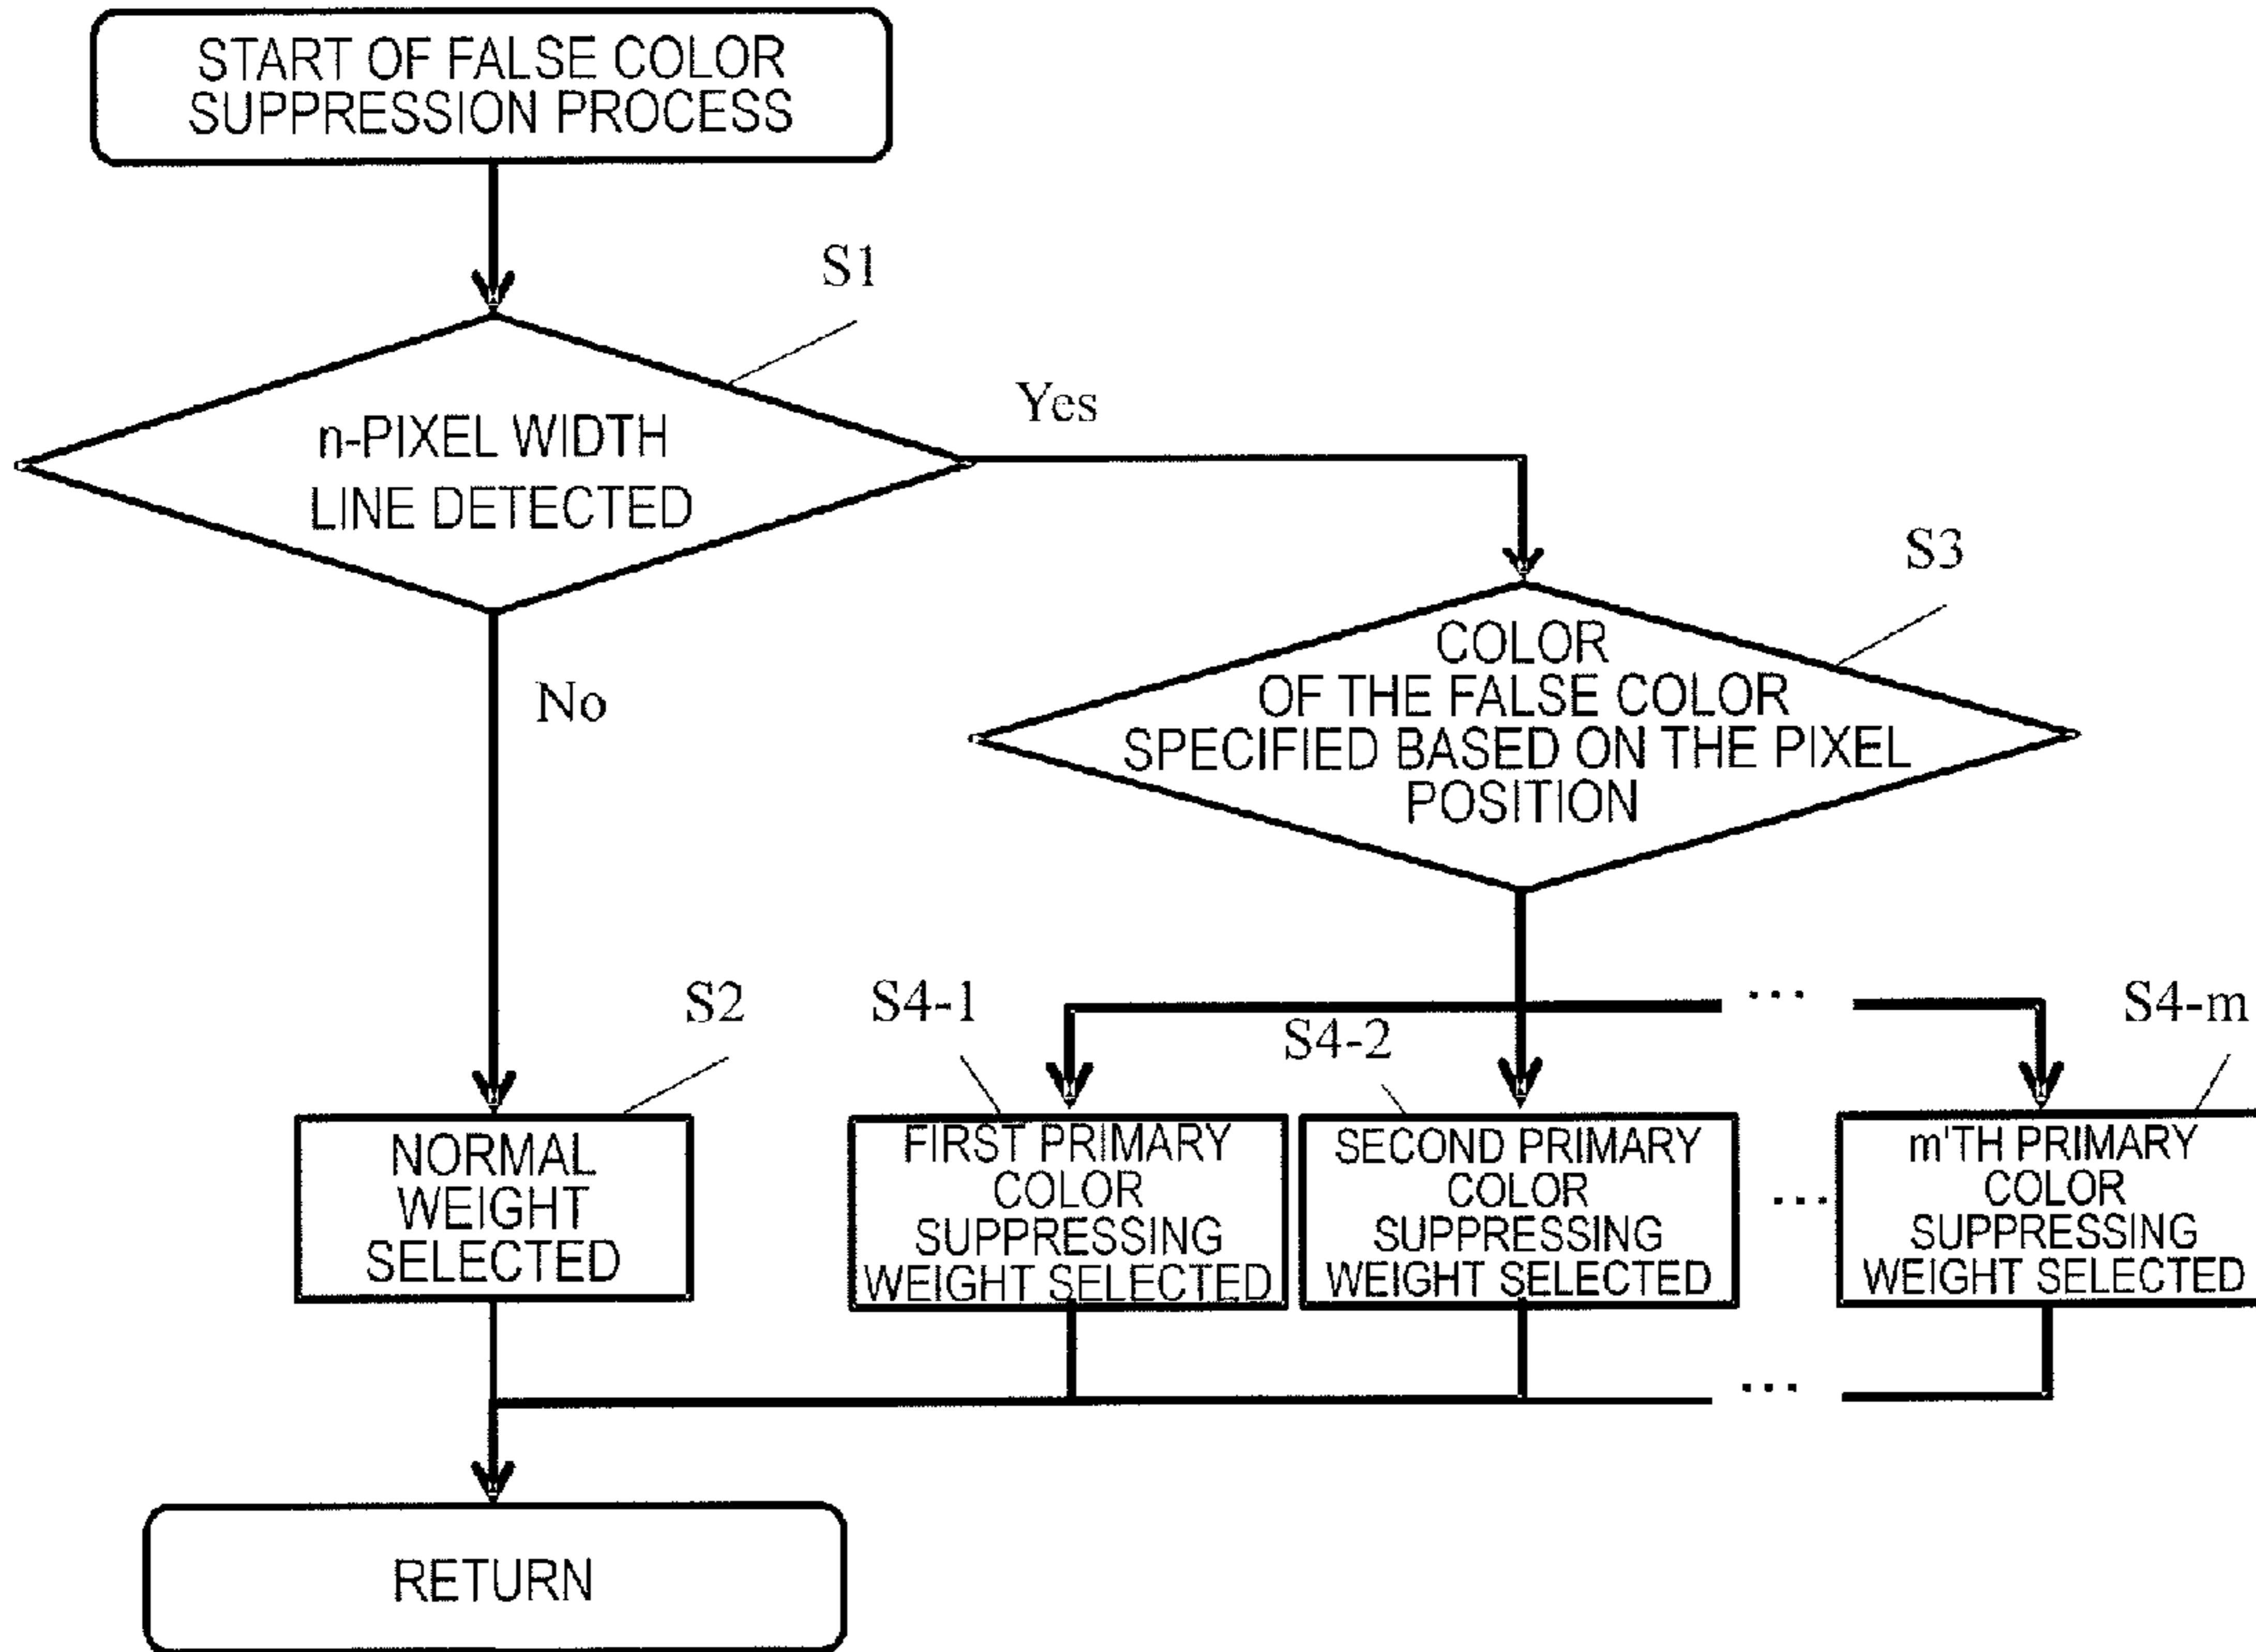 START OF FALSE COLOR
SUPPRESSION PROCESS
S1
n-PIXEL WIDTH
LINE DETECTED
Yes
No
S3
COLOR
OF THE FALSE COLOR
SPECIFIED BASED ON THE PIXEL
POSITION
S2
NORMAL
WEIGHT
SELECTED
S4-1
FIRST PRIMARY
COLOR
SUPPRESSING
WEIGHT SELECTED
S4-2
SECOND PRIMARY
COLOR
SUPPRESSING
WEIGHT SELECTED
...
...
S4-m
m'TH PRIMARY
COLOR
SUPPRESSING
WEIGHT SELECTED
...
RETURN